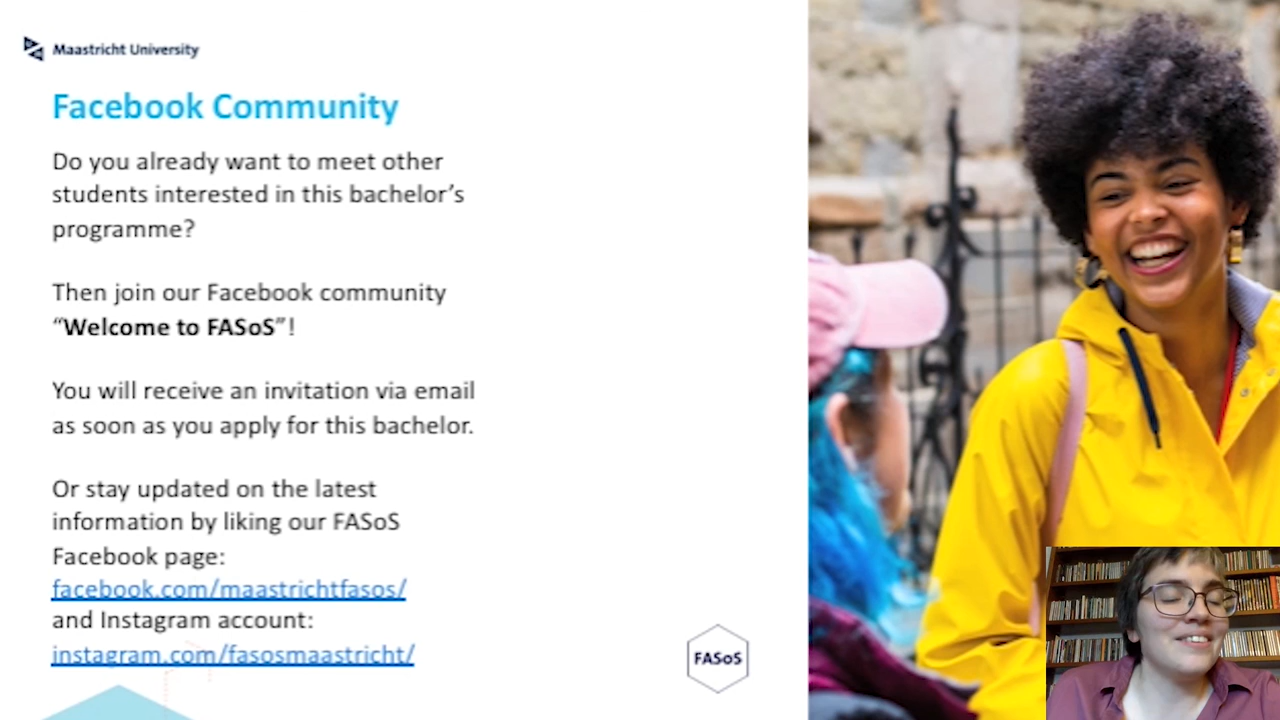 Maastricht University
Facebook Community
Do you already want to meet other
students interested in this bachelor’s
programme?
Then join our Facebook community
“Welcome to FASoS”!
You will receive an invitation via email
as soon as you apply for this bachelor.
Or stay updated on the latest
information by liking our FASoS
Facebook page:
facebook.com/maastrichtfasos/
and Instagram account:
instagram.com/fasosmaastricht/
FASoS